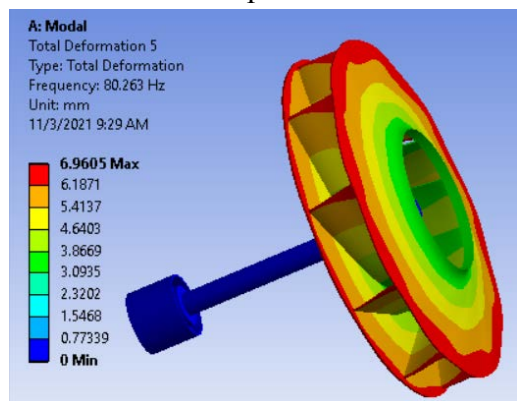 A: Modal
Total Deformation 5
Type: Total Deformation
Frequency: 80.263 Hz
Unit: mm
11/3/2021 9:29 AM
6.9605 Max
6.1871
5.4137
4.6403
3.8669
3.0935
2.3202
1.5468
0.77339
0 Min